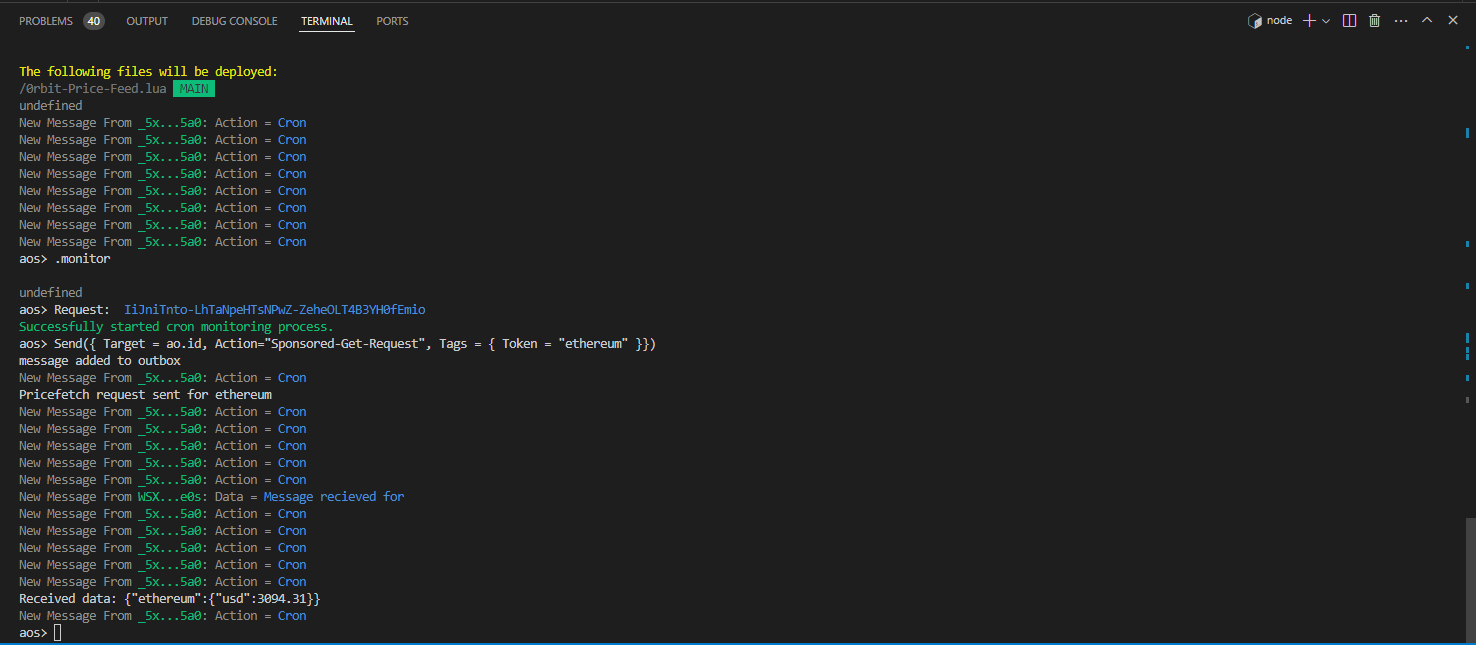 PROBLEMS 40 OUTPUT DEBUG CONSOLE TERMINAL PORTS node
The following files will be deployed:
/0rbit-Price-Feed.lua MAIN
undefined
New Message From _5x...5a0: Action = Cron
New Message From _5x...5a0: Action = Cron
New Message From _5x...5a0: Action = Cron
New Message From _5x...5a0: Action = Cron
New Message From _5x...5a0: Action = Cron
New Message From _5x...5a0: Action = Cron
New Message From _5x...5a0: Action = Cron
New Message From _5x...5a0: Action = Cron
aos> .monitor
undefined
aos> Request:  IiJniTnto-LhTaNpeHTsNPwZ-ZeheOLT4B3YH0fEmio
Successfully started cron monitoring process.
aos> Send({ Target = ao.id, Action="Sponsored-Get-Request", Tags = { Token = "ethereum" }})
message added to outbox
New Message From _5x...5a0: Action = Cron
Pricefetch request sent for ethereum
New Message From _5x...5a0: Action = Cron
New Message From _5x...5a0: Action = Cron
New Message From _5x...5a0: Action = Cron
New Message From _5x...5a0: Action = Cron
New Message From _5x...5a0: Action = Cron
New Message From WSX...e0s: Data = Message recieved for
New Message From _5x...5a0: Action = Cron
New Message From _5x...5a0: Action = Cron
New Message From _5x...5a0: Action = Cron
New Message From _5x...5a0: Action = Cron
New Message From _5x...5a0: Action = Cron
Received data: {"ethereum":{"usd":3094.31}}
New Message From _5x...5a0: Action = Cron
aos>